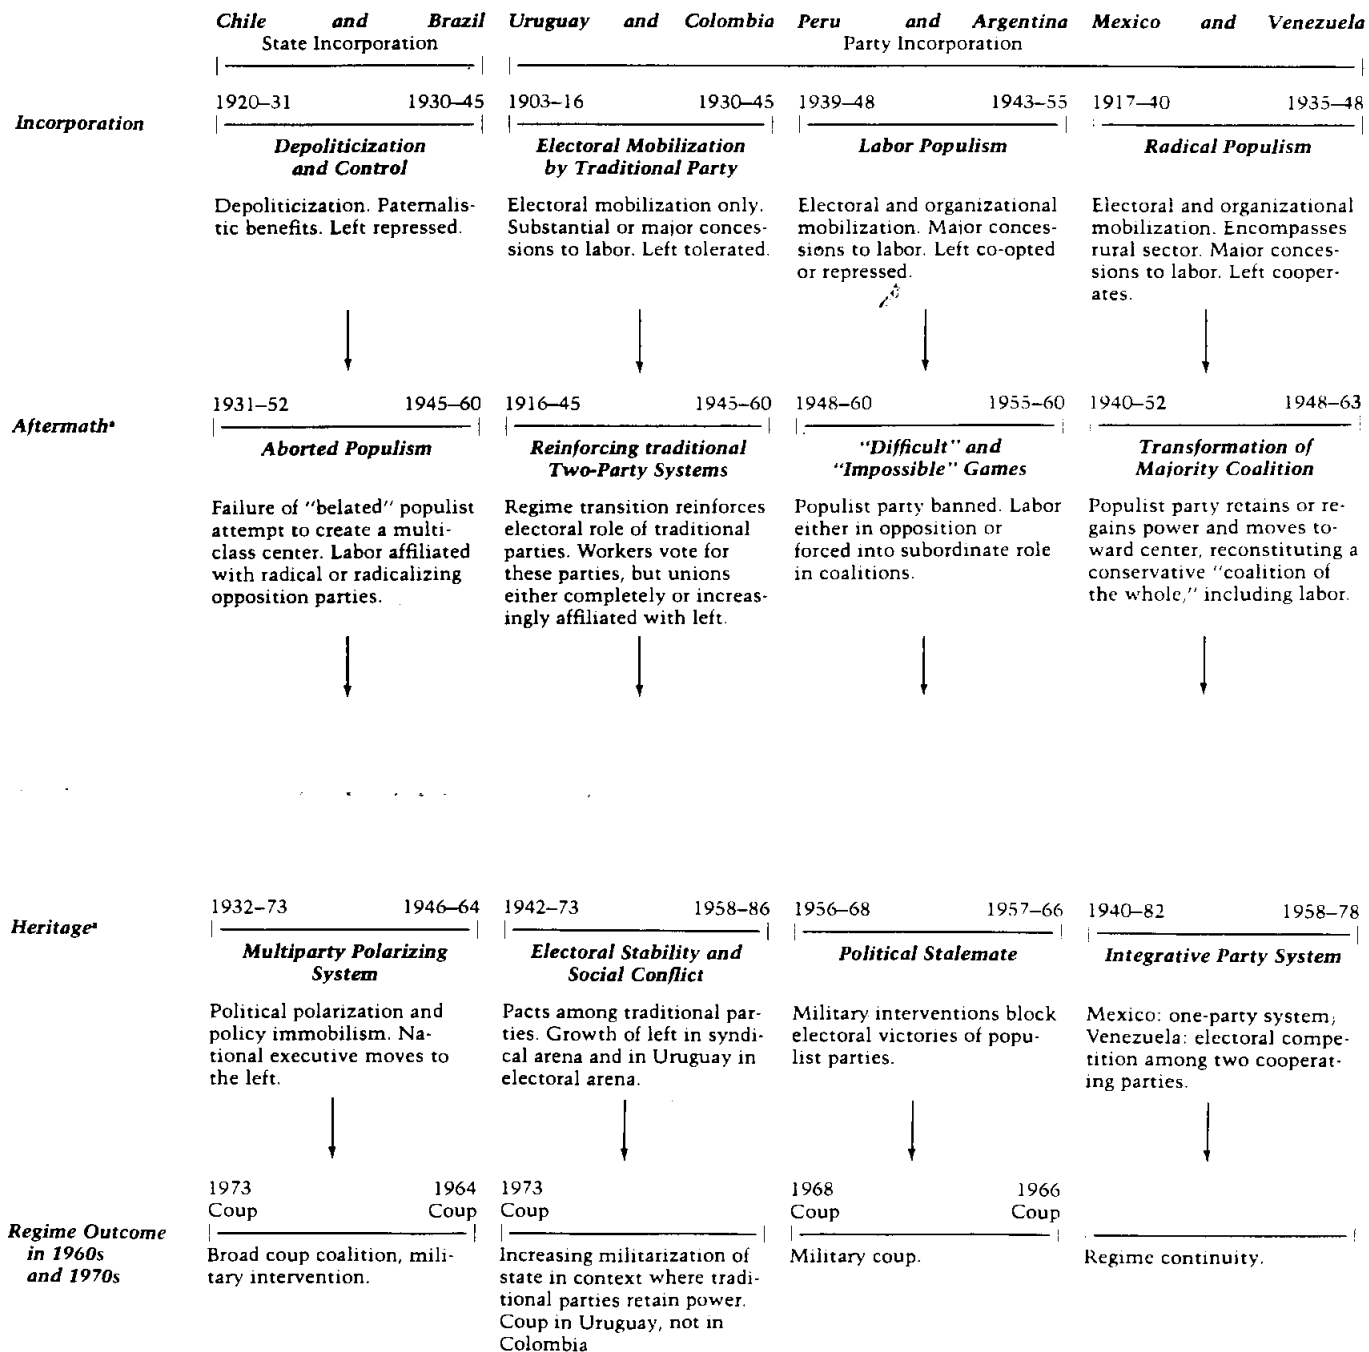 Chile and Brazil Uruguay and Colombia Peru and Argentina Mexico and Venezuela
State Incorporation Party Incorporation
Incorporation
1920–31 1930–45
Depoliticization
and Control
Depoliticization. Paternalis-
tic benefits. Left repressed.
1903–16 1930–45
Electoral Mobilization
by Traditional Party
Electoral mobilization only.
Substantial or major conces-
sions to labor. Left tolerated.
1939–48 1943–55
Labor Populism
Electoral and organizational
mobilization. Major conces-
sions to labor. Left co-opted
or repressed.
1917–40 1935–48
Radical Populism
Electoral and organizational
mobilization. Encompasses
rural sector. Major conces-
sions to labor. Left cooper-
ates.
Aftermathᵃ
1931–52 1945–60
Aborted Populism
Failure of "belated" populist
attempt to create a multi-
class center. Labor affiliated
with radical or radicalizing
opposition parties.
1916–45 1945–60
Reinforcing traditional
Two-Party Systems
Regime transition reinforces
electoral role of traditional
parties. Workers vote for
these parties, but unions
either completely or increas-
ingly affiliated with left.
1948–60 1955–60
"Difficult" and
"Impossible" Games
Populist party banned. Labor
either in opposition or
forced into subordinate role
in coalitions.
1940–52 1948–63
Transformation of
Majority Coalition
Populist party retains or re-
gains power and moves to-
ward center, reconstituting a
conservative "coalition of
the whole," including labor.
Heritageᵃ
1932–73 1946–64
Multiparty Polarizing
System
Political polarization and
policy immobilism. Na-
tional executive moves to
the left.
1942–73 1958–86
Electoral Stability and
Social Conflict
Pacts among traditional par-
ties. Growth of left in syndi-
cal arena and in Uruguay in
electoral arena.
1956–68 1957–66
Political Stalemate
Military interventions block
electoral victories of popu-
list parties.
1940–82 1958–78
Integrative Party System
Mexico: one-party system;
Venezuela: electoral compe-
tition among two cooperat-
ing parties.
Regime Outcome
in 1960s
and 1970s
1973 1964
Coup Coup
Broad coup coalition, mili-
tary intervention.
1973
Coup
Increasing militarization of
state in context where tradi-
tional parties retain power.
Coup in Uruguay, not in
Colombia
1968 1966
Coup Coup
Military coup.
Regime continuity.